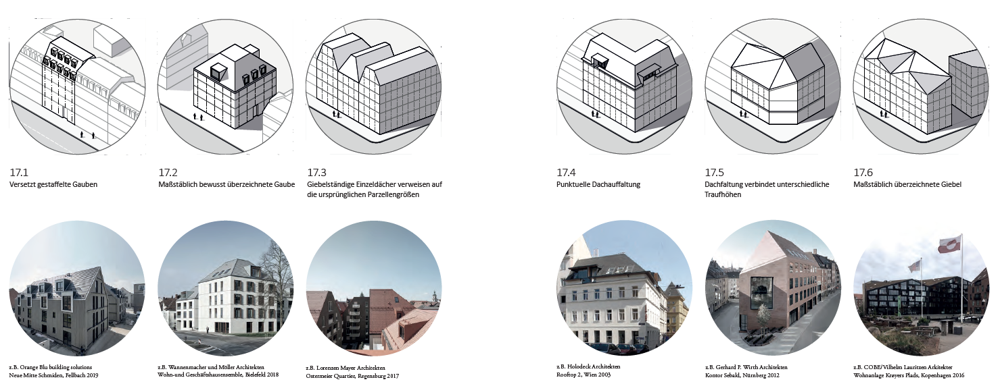 17.1
Versetzt gestaffelte Gauben
17.2
Maßstäblich bewusst überzeichnete Gaube
17.3
Giebelständige Einzeldächer verweisen auf
die ursprünglichen Parzellengrößen
17.4
Punktuelle Dachauffaltung
17.5
Dachfaltung verbindet unterschiedliche
Traufhöhen
17.6
Maßstäblich überzeichnete Giebel
z.B. Orange Blu building solutions
Neue Mitte Schmiden, Fellbach 2019
z.B. Wannenmacher und Möller Architekten
Wohn-und Geschäftshausensemble, Bielefeld 2018
z.B. Lorenzen Mayer Architekten
Ostermeier Quartier, Regensburg 2017
z.B. Holodeck Architekten
Rooftop 2, Wien 2003
z.B. Gerhard P. Wirth Architekten
Kontor Sebald, Nürnberg 2012
z.B. COBE/Vilhelm Lauritzen Arkitekter
Wohnanlage Krøyers Plads, Kopenhagen 2016